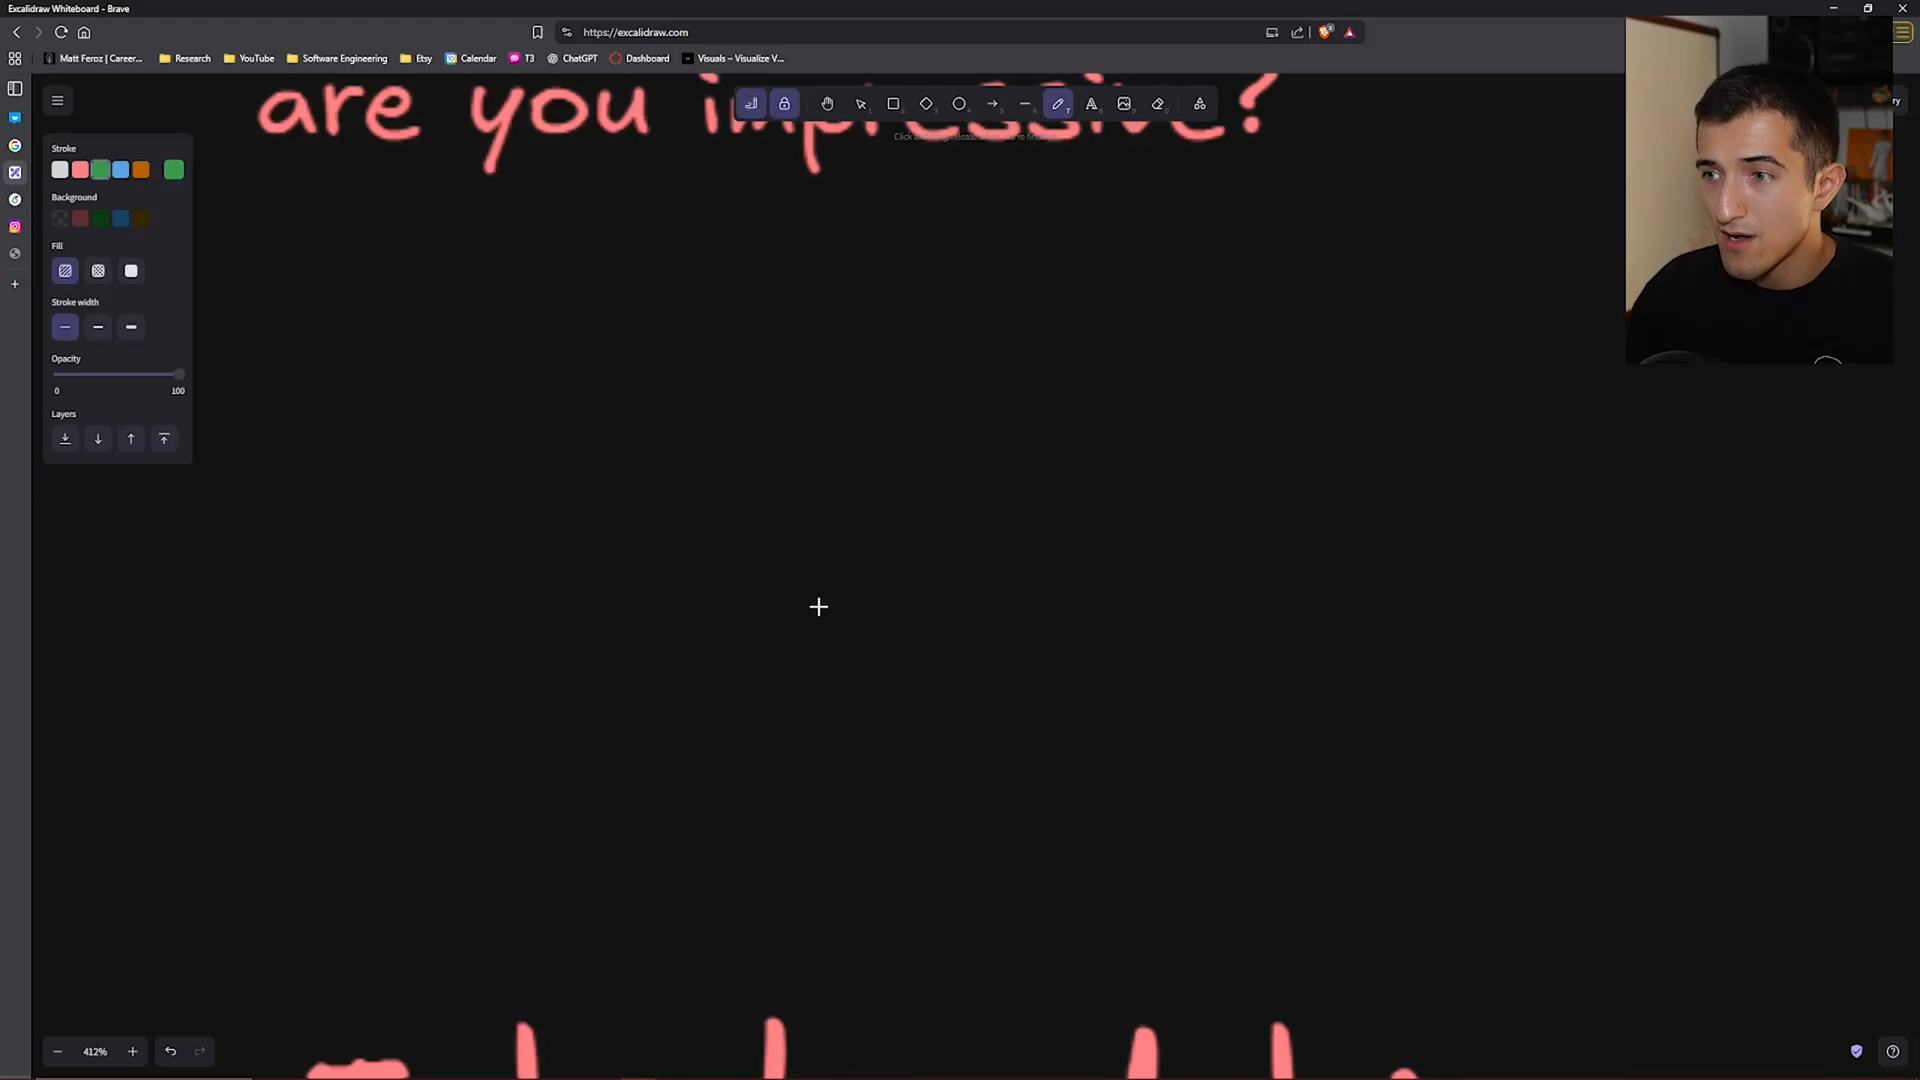 Excalidraw Whiteboard - Brave
https://excalidraw.com
Matt Feroz | Career... Research YouTube Software Engineering Etsy Calendar T3 ChatGPT Dashboard Visuals – Visualize V...
are you impressive?
Stroke
Background
Fill
Stroke width
Opacity
0 100
Layers
412%